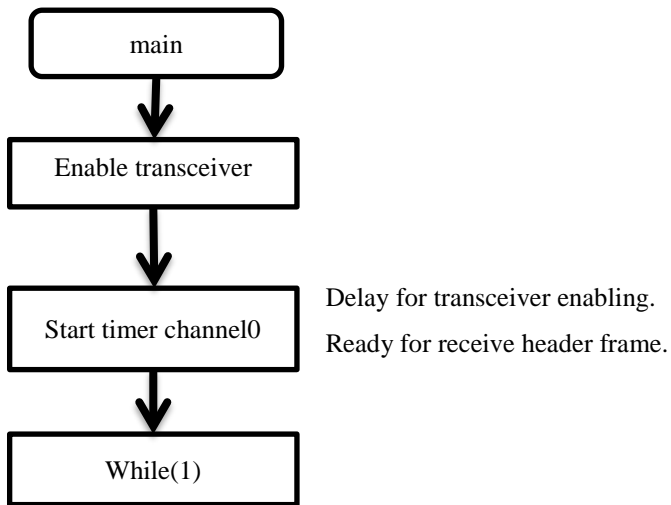 main
Enable transceiver
Start timer channel0
Delay for transceiver enabling.
Ready for receive header frame.
While(1)